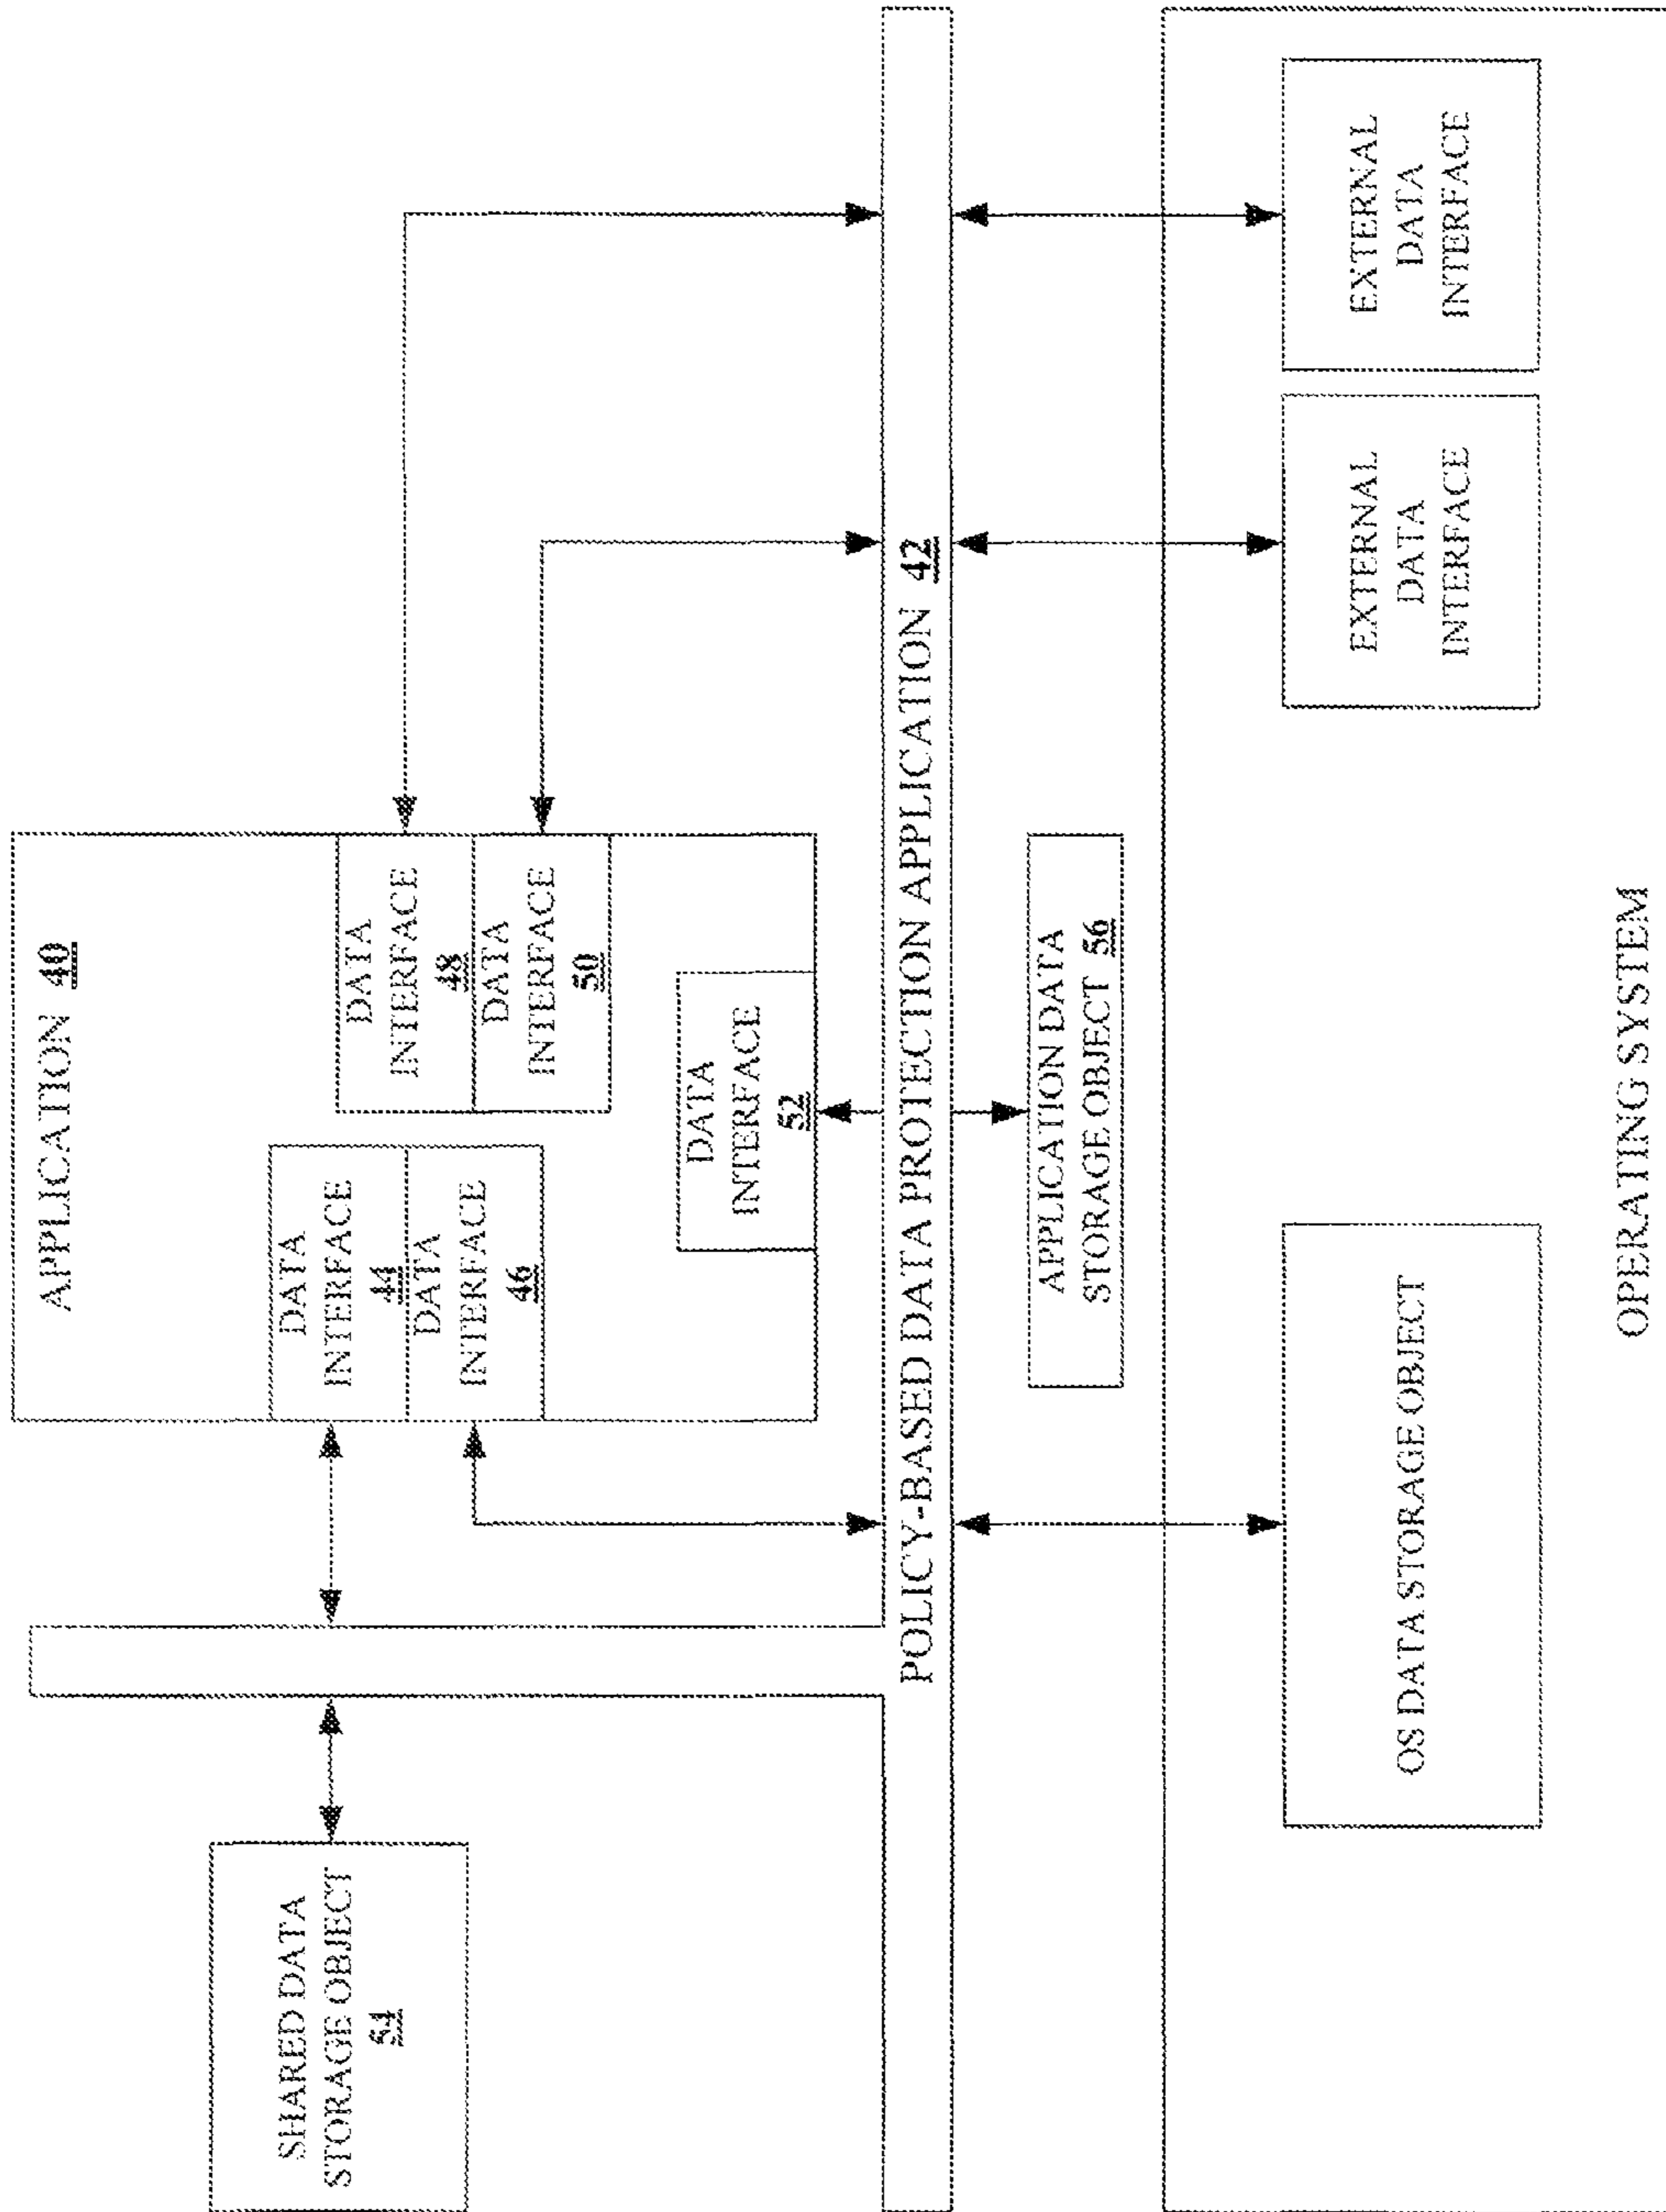 APPLICATION 40
SHARED DATA
STORAGE OBJECT
54
DATA
INTERFACE
44
DATA
INTERFACE
46
DATA
INTERFACE
48
DATA
INTERFACE
50
DATA
INTERFACE
52
POLICY-BASED DATA PROTECTION APPLICATION 42
APPLICATION DATA
STORAGE OBJECT 56
OS DATA STORAGE OBJECT
EXTERNAL
DATA
INTERFACE
EXTERNAL
DATA
INTERFACE
OPERATING SYSTEM